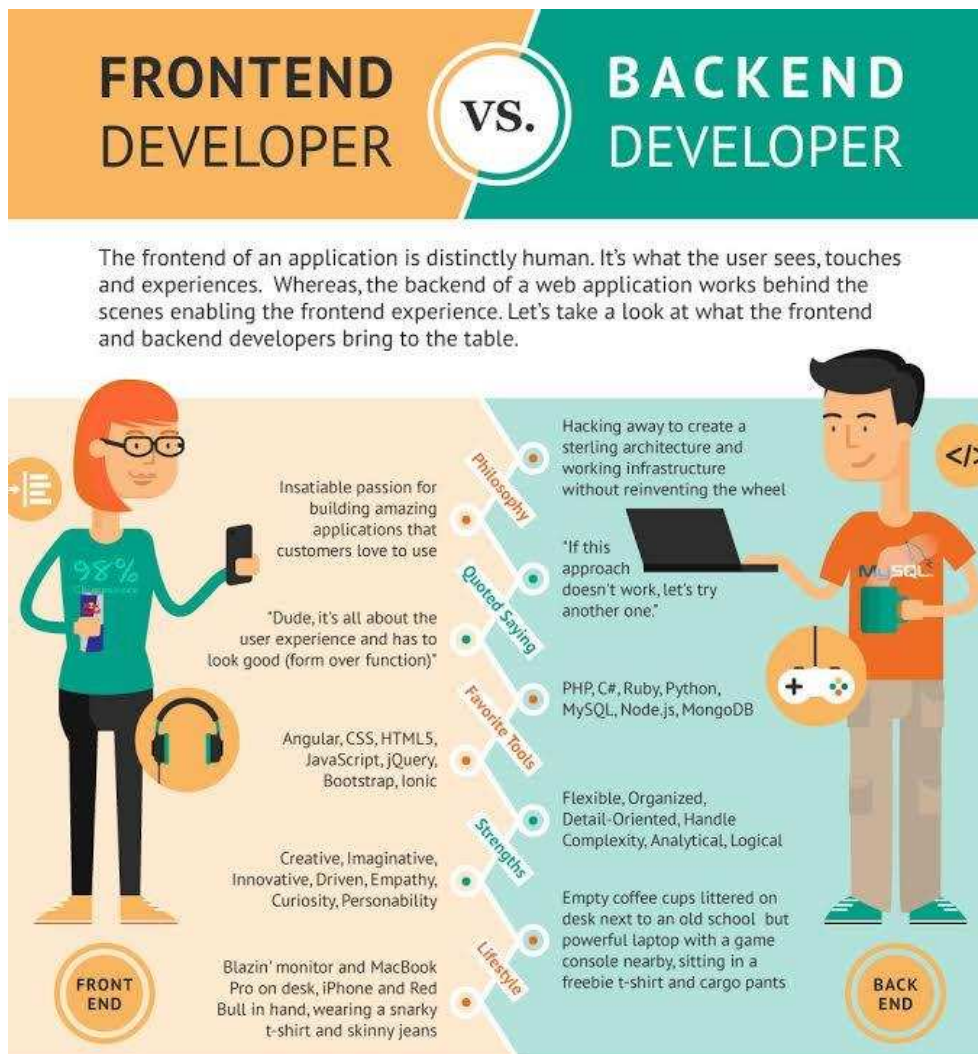 FRONTEND
DEVELOPER
VS.
BACKEND
DEVELOPER
The frontend of an application is distinctly human. It's what the user sees, touches
and experiences. Whereas, the backend of a web application works behind the
scenes enabling the frontend experience. Let's take a look at what the frontend
and backend developers bring to the table.
Philosophy
Insatiable passion for
building amazing
applications that
customers love to use
Hacking away to create a
sterling architecture and
working infrastructure
without reinventing the wheel
Quoted Saying
"Dude, it's all about the
user experience and has to
look good (form over function)"
"If this
approach
doesn't work, let's try
another one."
Favorite Tools
Angular, CSS, HTML5,
JavaScript, jQuery,
Bootstrap, Ionic
PHP, C#, Ruby, Python,
MySQL, Node.js, MongoDB
Strengths
Creative, Imaginative,
Innovative, Driven, Empathy,
Curiosity, Personability
Flexible, Organized,
Detail-Oriented, Handle
Complexity, Analytical, Logical
Lifestyle
Blazin' monitor and MacBook
Pro on desk, iPhone and Red
Bull in hand, wearing a snarky
t-shirt and skinny jeans
Empty coffee cups littered on
desk next to an old school but
powerful laptop with a game
console nearby, sitting in a
freebie t-shirt and cargo pants
98%
MySQL
</>
FRONT
END
BACK
END